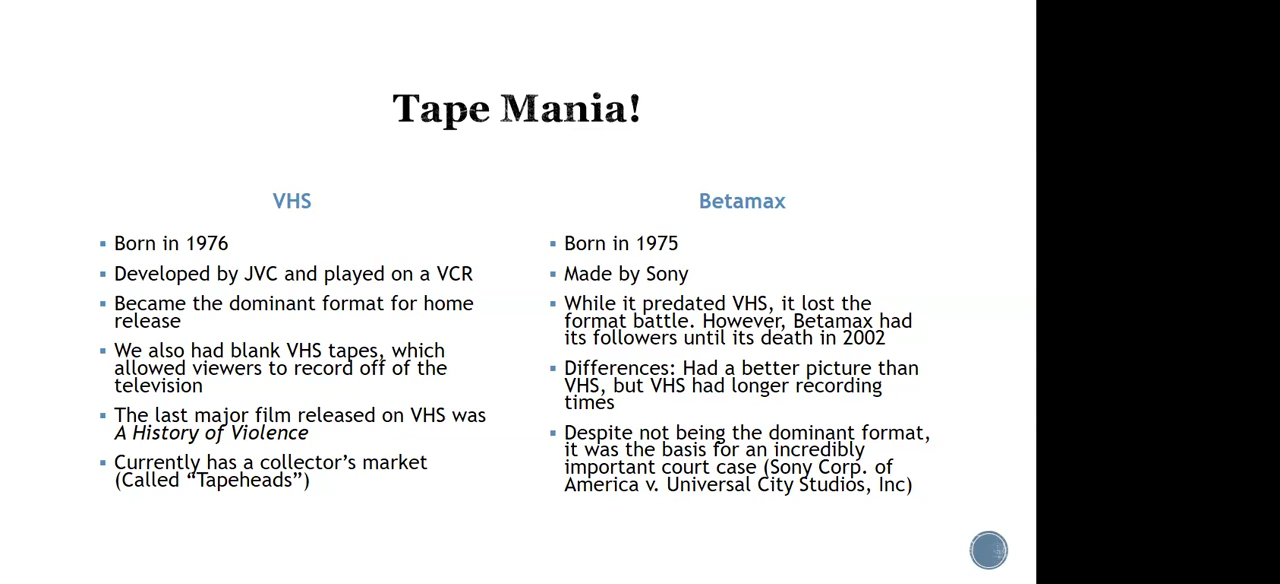 Tape Mania!
VHS
▪ Born in 1976
▪ Developed by JVC and played on a VCR
▪ Became the dominant format for home
release
▪ We also had blank VHS tapes, which
allowed viewers to record off of the
television
▪ The last major film released on VHS was
A History of Violence
▪ Currently has a collector’s market
(Called “Tapeheads”)
Betamax
▪ Born in 1975
▪ Made by Sony
▪ While it predated VHS, it lost the
format battle. However, Betamax had
its followers until its death in 2002
▪ Differences: Had a better picture than
VHS, but VHS had longer recording
times
▪ Despite not being the dominant format,
it was the basis for an incredibly
important court case (Sony Corp. of
America v. Universal City Studios, Inc)